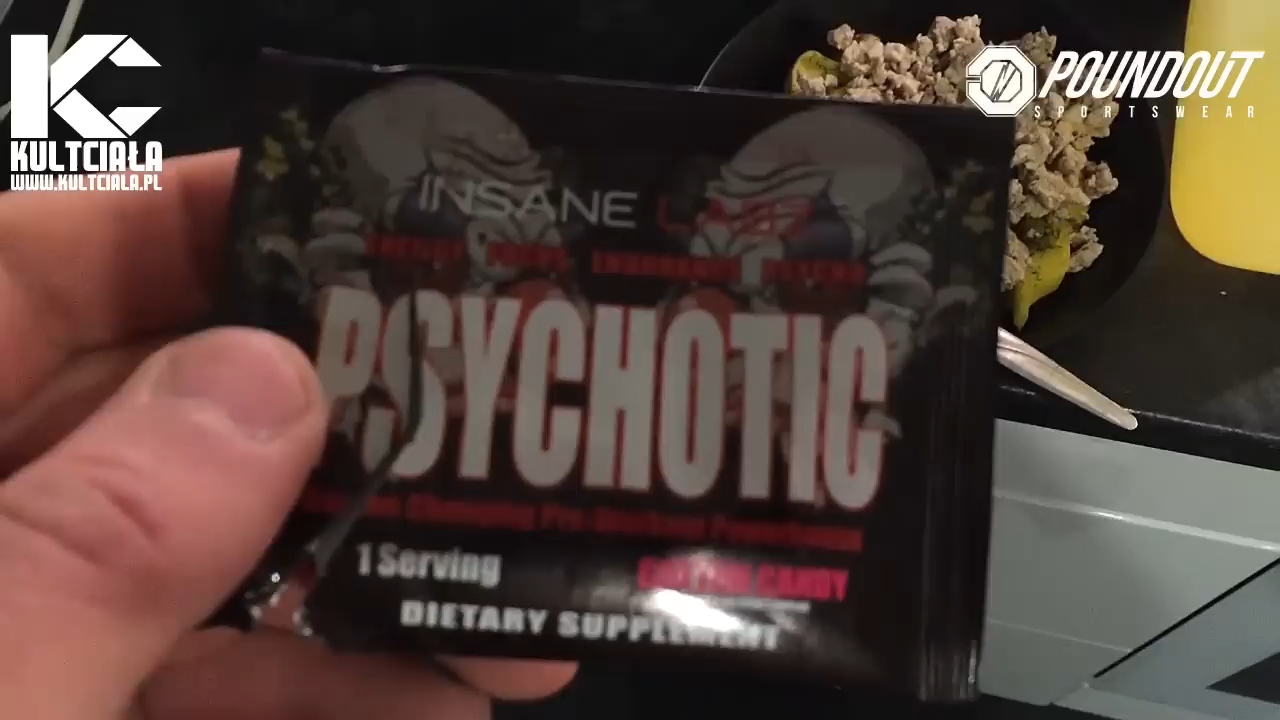 KULTCIAŁA
WWW.KULTCIALA.PL
POUNDOUT
SPORTSWEAR
INSANE LABZ
PSYCHOTIC
1 Serving
COTTON CANDY
DIETARY SUPPLEMENT